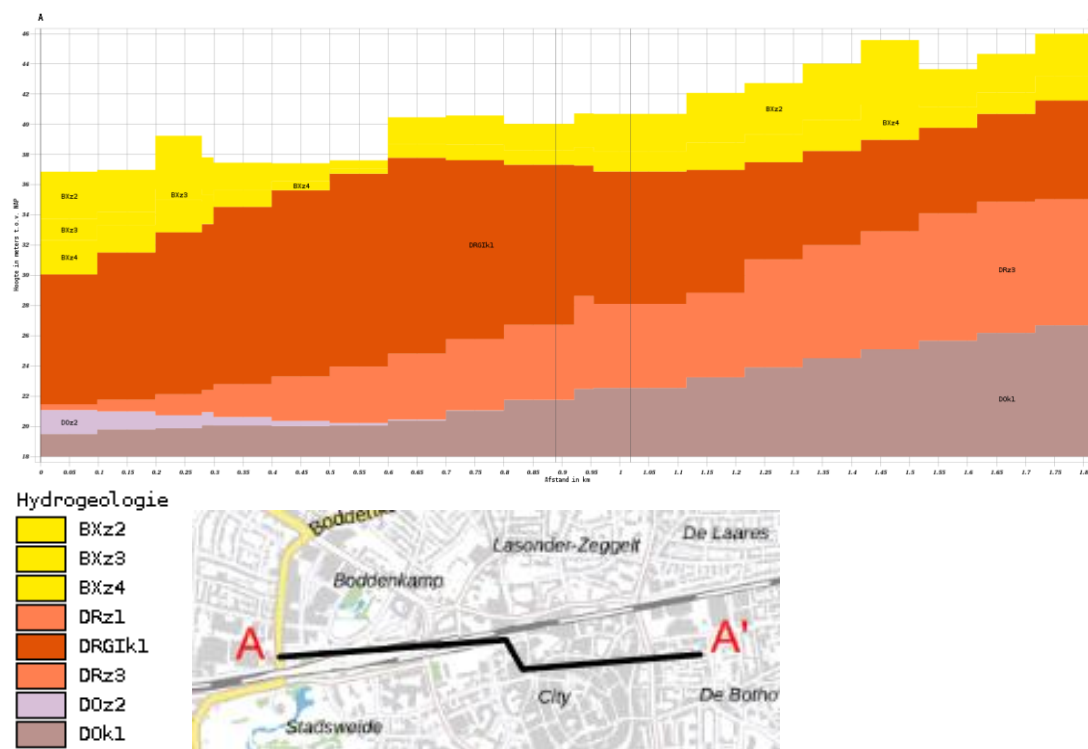 A
46
44
42
40
38
36
34
32
30
28
26
24
22
20
18
Hoogte in meters t.o.v. NAP
BXz2
BXz3
BXz4
BXz3
BXz4
DRGIk1
BXz2
BXz4
DRz3
DOz2
DOk1
0 0.05 0.1 0.15 0.2 0.25 0.3 0.35 0.4 0.45 0.5 0.55 0.6 0.65 0.7 0.75 0.8 0.85 0.9 0.95 1 1.05 1.1 1.15 1.2 1.25 1.3 1.35 1.4 1.45 1.5 1.55 1.6 1.65 1.7 1.75
Afstand in km
Hydrogeologie
BXz2
BXz3
BXz4
DRz1
DRGIk1
DRz3
DOz2
DOk1
De Laares
Lasonder-Zeggelt
Boddenkamp
A
A'
City
De Botho
Stadsweide